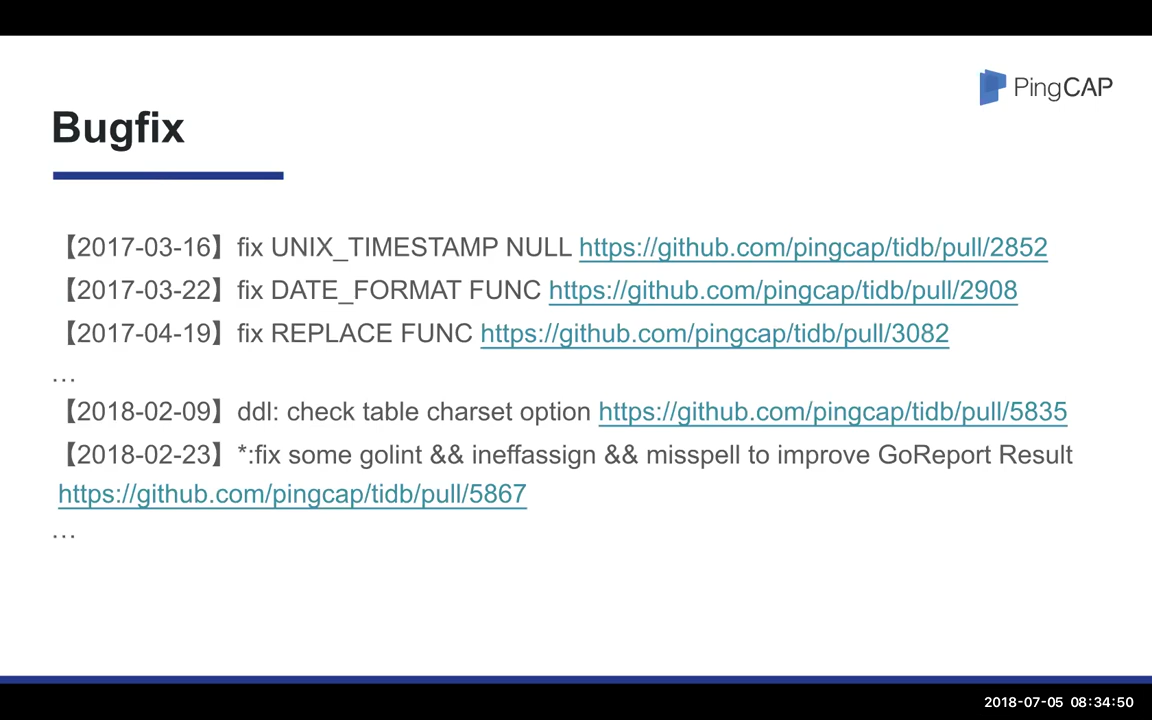 PingCAP
Bugfix
【2017-03-16】fix UNIX_TIMESTAMP NULL https://github.com/pingcap/tidb/pull/2852
【2017-03-22】fix DATE_FORMAT FUNC https://github.com/pingcap/tidb/pull/2908
【2017-04-19】fix REPLACE FUNC https://github.com/pingcap/tidb/pull/3082
…
【2018-02-09】ddl: check table charset option https://github.com/pingcap/tidb/pull/5835
【2018-02-23】*:fix some golint && ineffassign && misspell to improve GoReport Result
https://github.com/pingcap/tidb/pull/5867
…
2018-07-05 08:34:50